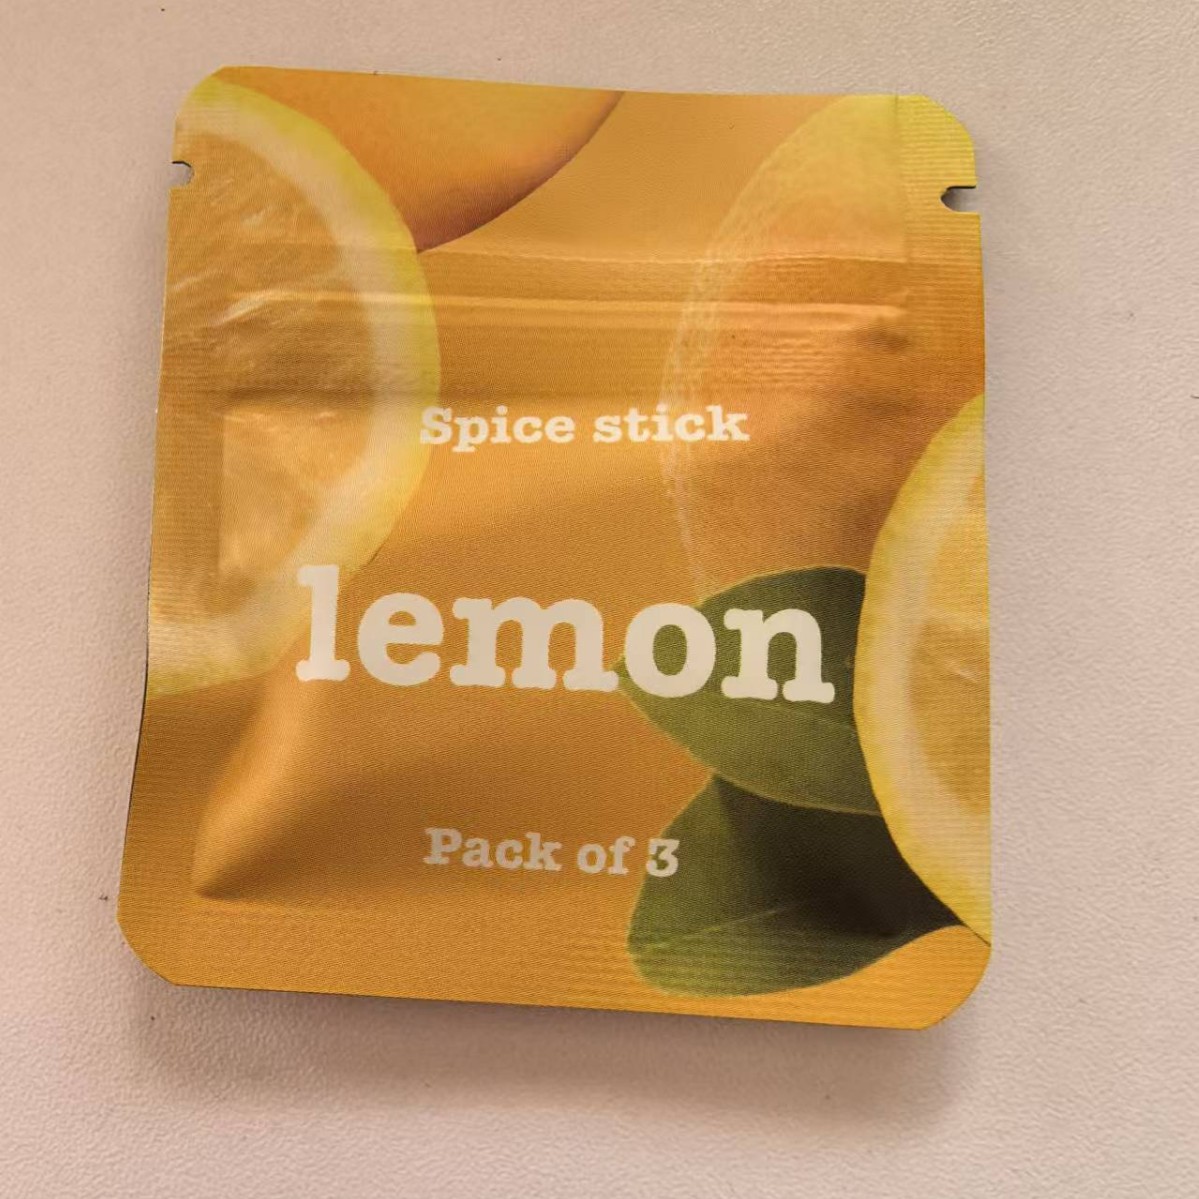 Spice stick
lemon
Pack of 3